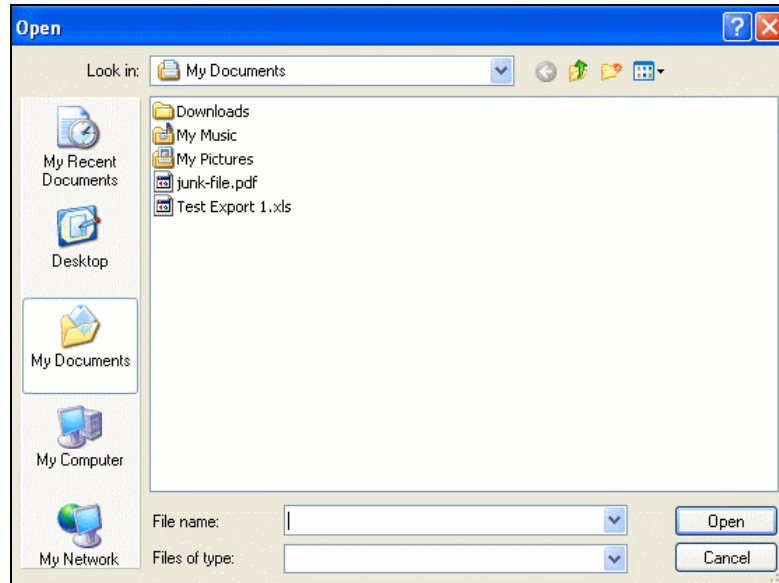 Open
Look in: My Documents
My Recent
Documents
Desktop
My Documents
My Computer
My Network
Downloads
My Music
My Pictures
junk-file.pdf
Test Export 1.xls
File name:
Open
Files of type:
Cancel